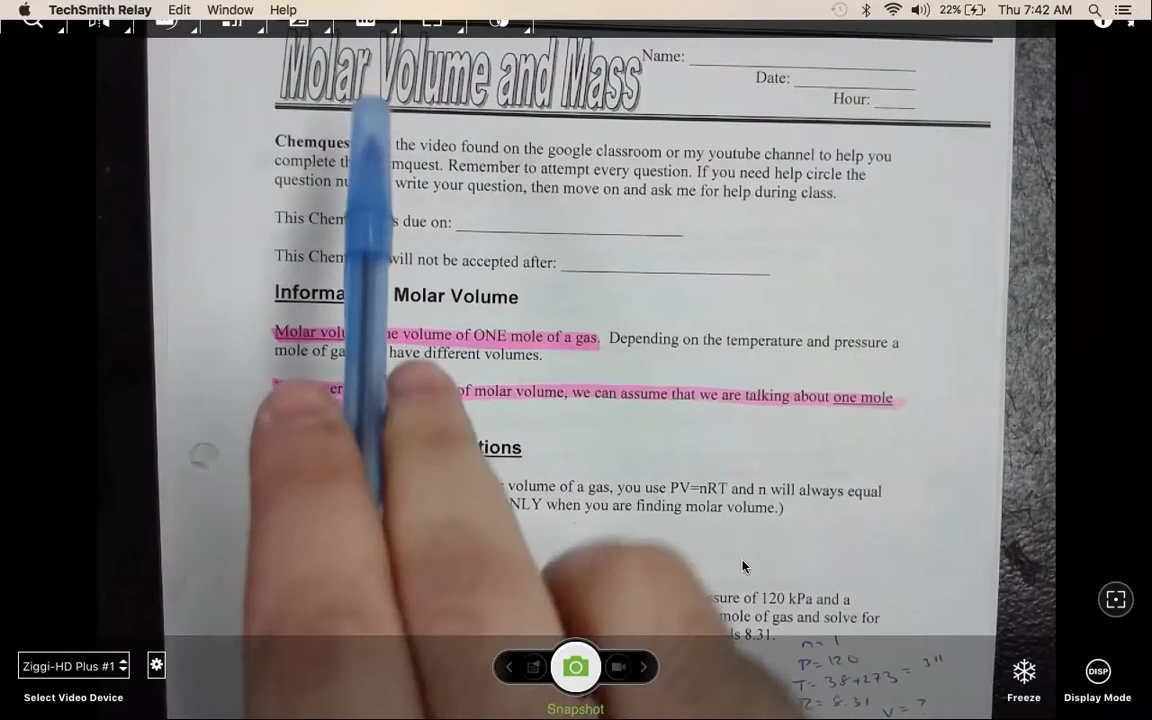 TechSmith Relay Edit Window Help 22% Thu 7:42 AM
Molar Volume and Mass
Name:
Date:
Hour:
Chemques the video found on the google classroom or my youtube channel to help you
complete th mquest. Remember to attempt every question. If you need help circle the
question nu write your question, then move on and ask me for help during class.
This Chem s due on:
This Chem will not be accepted after:
Informa Molar Volume
Molar volu e volume of ONE mole of a gas. Depending on the temperature and pressure a
mole of ga have different volumes.
er of molar volume, we can assume that we are talking about one mole
tions
volume of a gas, you use PV=nRT and n will always equal
NLY when you are finding molar volume.)
sure of 120 kPa and a
mole of gas and solve for
ls 8.31.
n= 1
P= 120
T= 38+273 = 311
= 8.31
V = ?
Ziggi-HD Plus #1
Select Video Device
Snapshot
Freeze
DISP
Display Mode